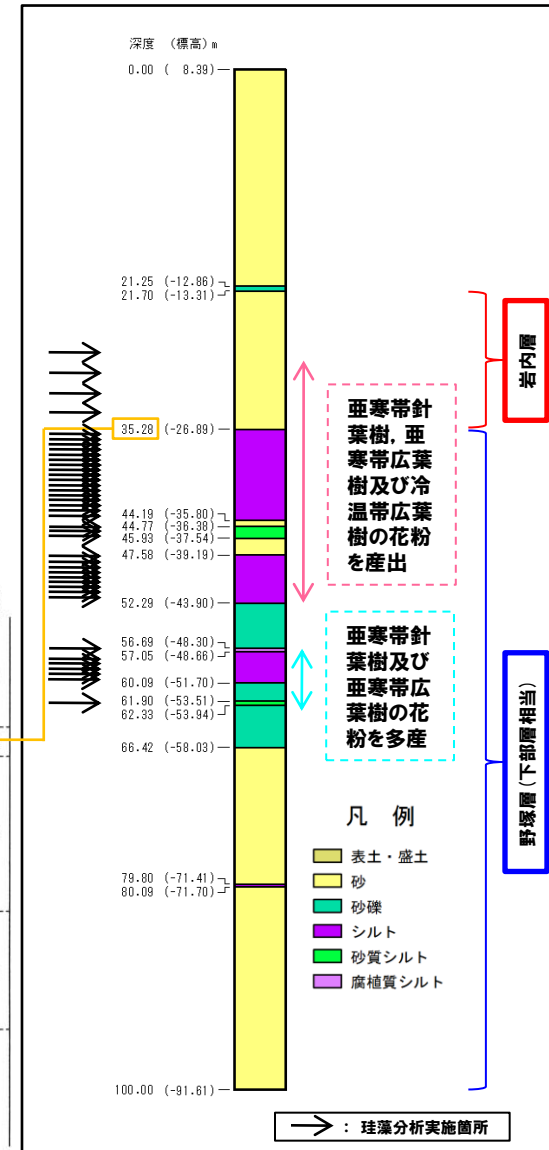 深度 (標高)m
0.00 ( 8.39)
21.25 (-12.86)
21.70 (-13.31)
35.28 (-26.89)
44.19 (-35.80)
44.77 (-36.38)
45.93 (-37.54)
47.58 (-39.19)
52.29 (-43.90)
56.69 (-48.30)
57.05 (-48.66)
60.09 (-51.70)
61.90 (-53.51)
62.33 (-53.94)
66.42 (-58.03)
79.80 (-71.41)
80.09 (-71.70)
100.00 (-91.61)
亜寒帯針
葉樹, 亜
寒帯広葉
樹及び冷
温帯広葉
樹の花粉
を産出
亜寒帯針
葉樹及び
亜寒帯広
葉樹の花
粉を多産
岩内層
野塚層(下部層相当)
凡 例
表土・盛土
砂
砂礫
シルト
砂質シルト
腐植質シルト
: 珪藻分析実施箇所